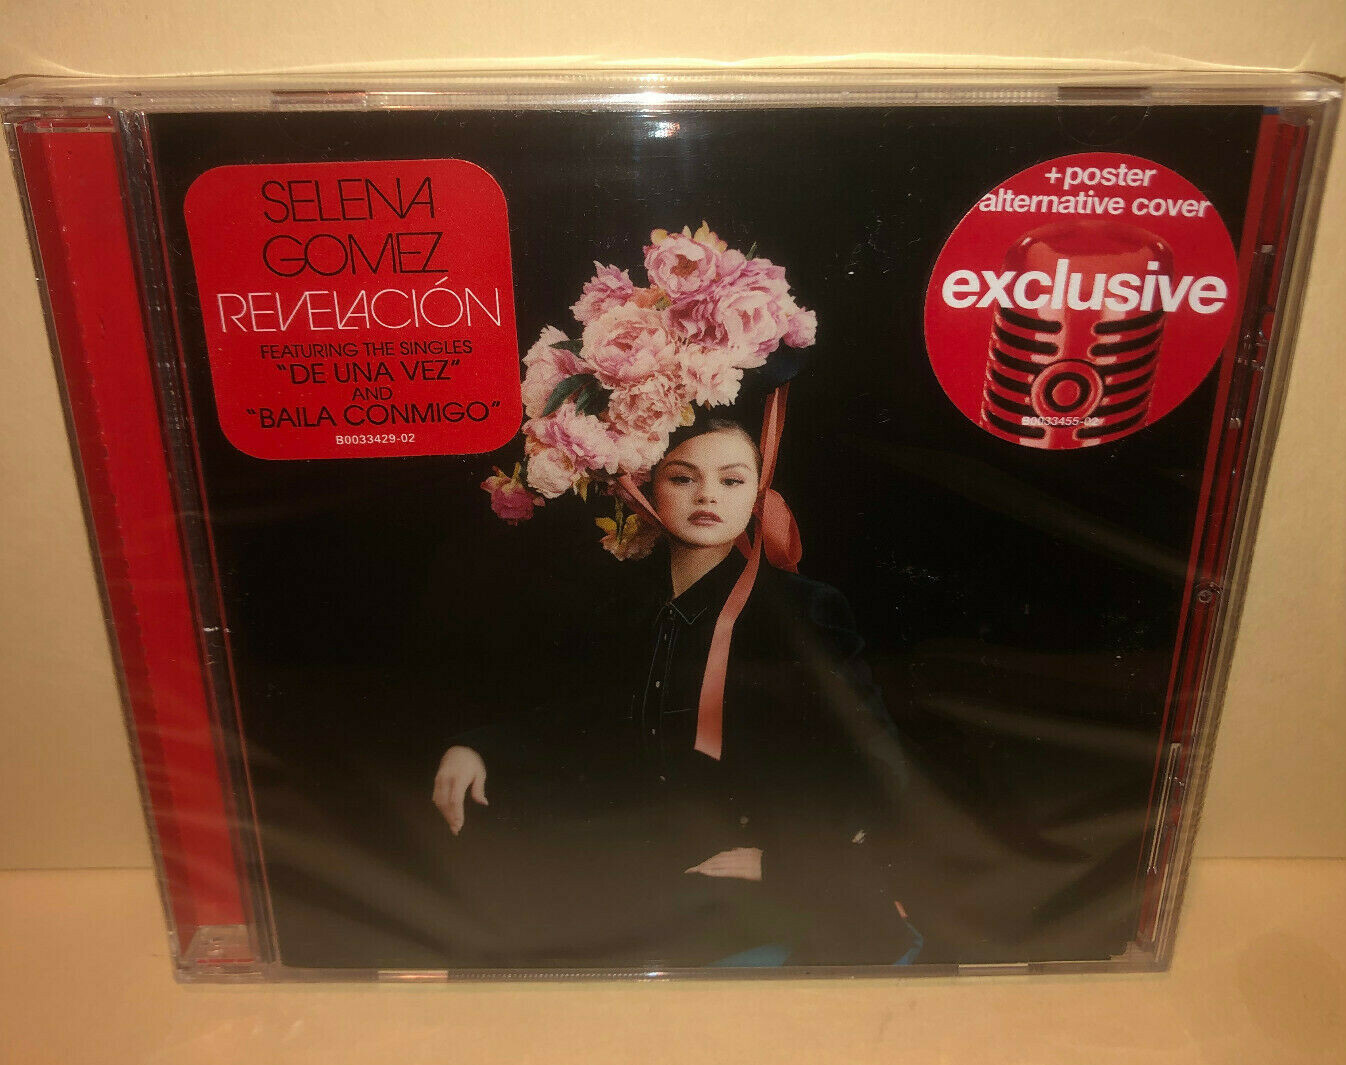 SELENA
GOMEZ
REVELACIÓN
FEATURING THE SINGLES
"DE UNA VEZ"
AND
"BAILA CONMIGO"
B0033429-02
+poster
alternative cover
exclusive
B0033455-02